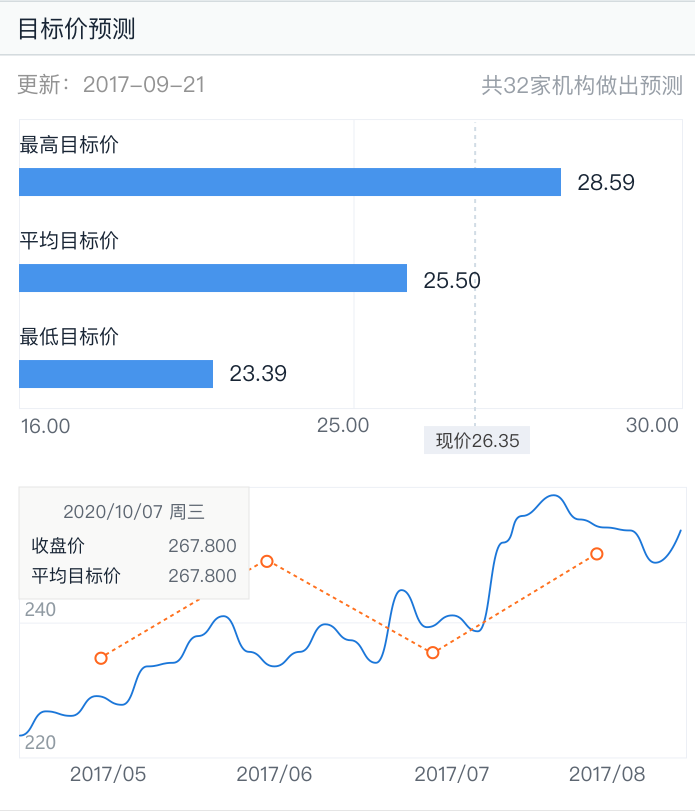 目标价预测
更新：2017-09-21
共32家机构做出预测
最高目标价
28.59
平均目标价
25.50
最低目标价
23.39
16.00
25.00
30.00
现价26.35
2020/10/07 周三
收盘价 267.800
平均目标价 267.800
240
220
2017/05
2017/06
2017/07
2017/08